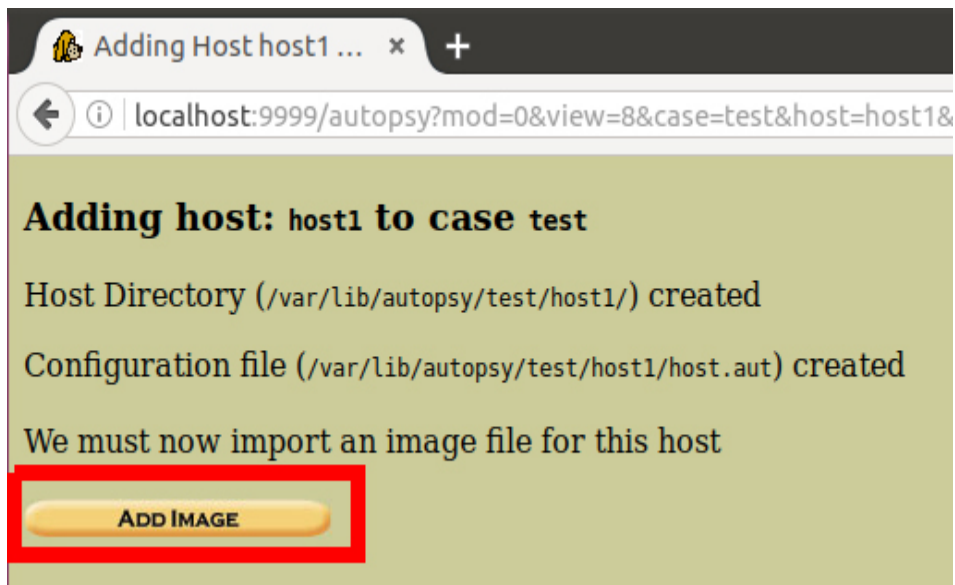 Adding Host host1 ... × +
localhost:9999/autopsy?mod=0&view=8&case=test&host=host1&
Adding host: host1 to case test
Host Directory (/var/lib/autopsy/test/host1/) created
Configuration file (/var/lib/autopsy/test/host1/host.aut) created
We must now import an image file for this host
ADD IMAGE